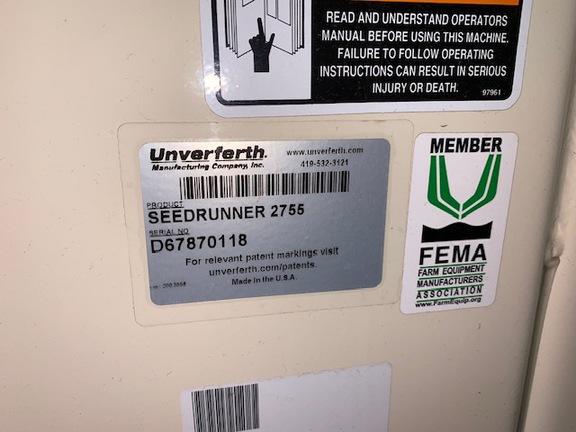 READ AND UNDERSTAND OPERATORS
MANUAL BEFORE USING THIS MACHINE.
FAILURE TO FOLLOW OPERATING
INSTRUCTIONS CAN RESULT IN SERIOUS
INJURY OR DEATH.
97961
Unverferth
www.unverferth.com
Manufacturing Company, Inc.
419-532-3121
PRODUCT
SEEDRUNNER 2755
SERIAL NO
D67870118
For relevant patent markings visit
unverferth.com/patents.
Made in the U.S.A.
MEMBER
FEMA
FARM EQUIPMENT
MANUFACTURERS
ASSOCIATION
www.FarmEquip.org